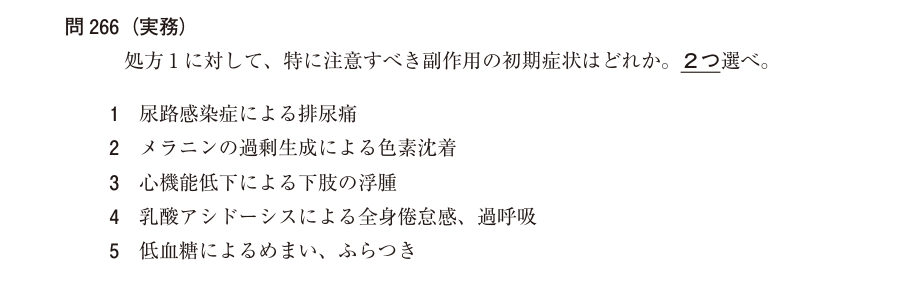 問 266（実務）
処方１に対して、特に注意すべき副作用の初期症状はどれか。２つ選べ。
1 尿路感染症による排尿痛
2 メラニンの過剰生成による色素沈着
3 心機能低下による下肢の浮腫
4 乳酸アシドーシスによる全身倦怠感、過呼吸
5 低血糖によるめまい、ふらつき